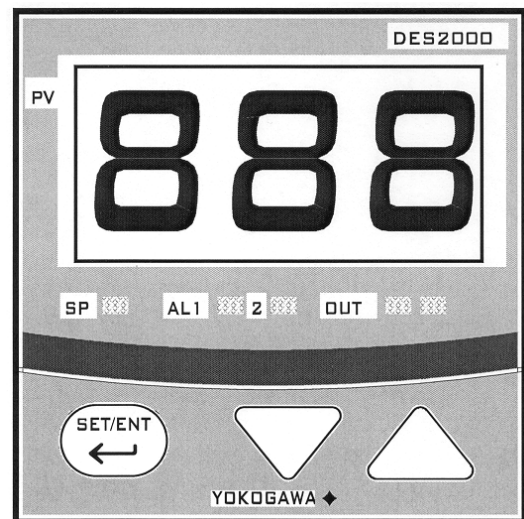 DES2000
PV
888
SP AL1 2 OUT
SET/ENT
YOKOGAWA